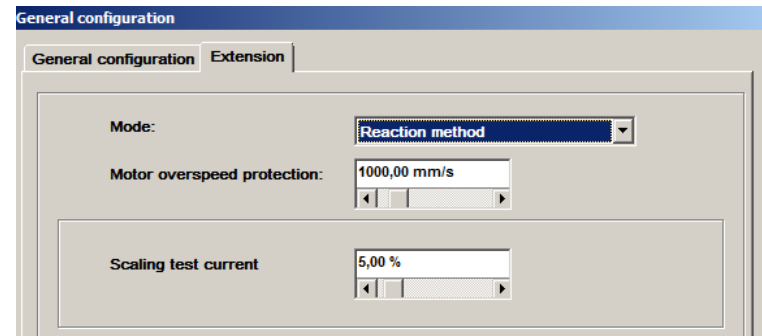 General configuration
General configuration Extension
Mode: Reaction method
Motor overspeed protection: 1000,00 mm/s
Scaling test current 5,00 %